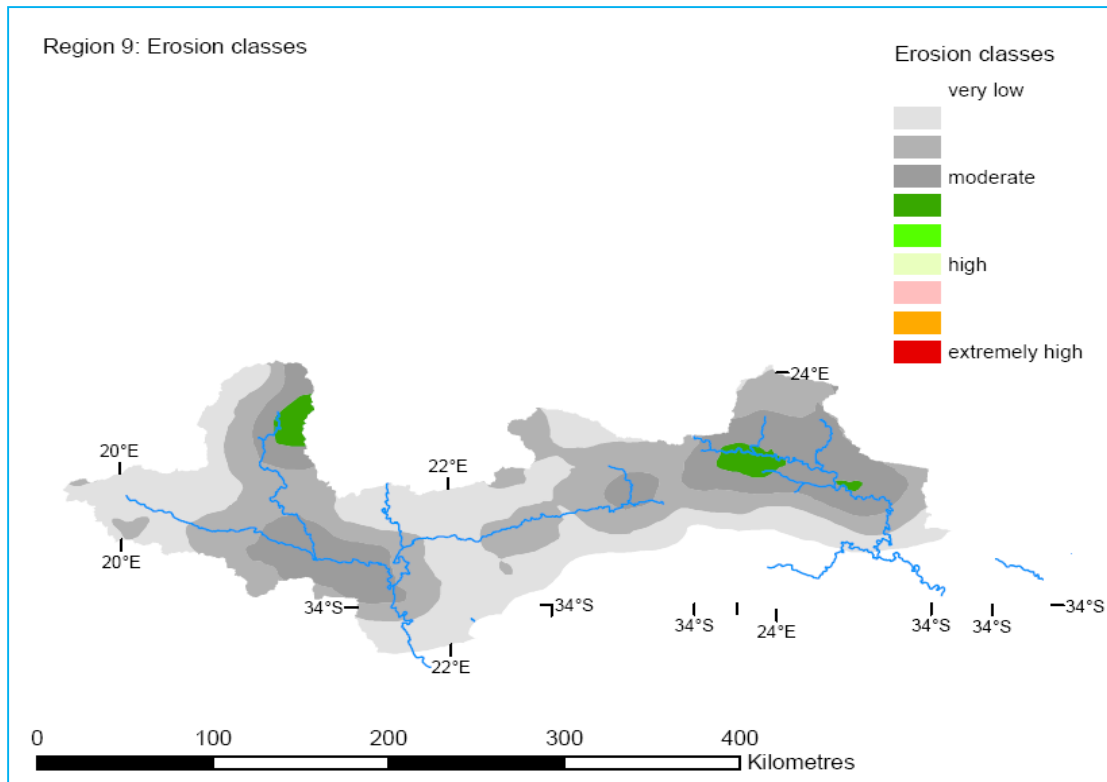 Region 9: Erosion classes
Erosion classes
very low
moderate
high
extremely high
24°E
20°E
22°E
20°E
34°S
34°S
34°S
24°E
34°S
34°S
34°S
22°E
0 100 200 300 400
Kilometres